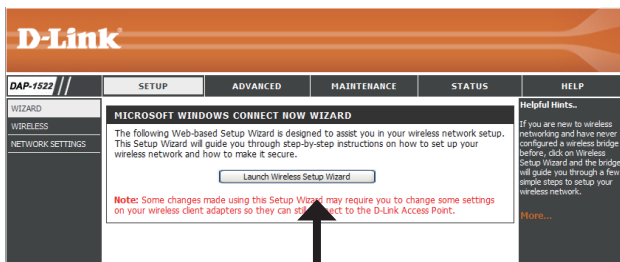 D-Link
DAP-1522 //
SETUP
ADVANCED
MAINTENANCE
STATUS
HELP
WIZARD
WIRELESS
NETWORK SETTINGS
MICROSOFT WINDOWS CONNECT NOW WIZARD
The following Web-based Setup Wizard is designed to assist you in your wireless network setup.
This Setup Wizard will guide you through step-by-step instructions on how to set up your
wireless network and how to make it secure.
Launch Wireless Setup Wizard
Note: Some changes made using this Setup Wizard may require you to change some settings
on your wireless client adapters so they can still connect to the D-Link Access Point.
Helpful Hints..
If you are new to wireless
networking and have never
configured a wireless bridge
before, click on Wireless
Setup Wizard and the bridge
will guide you through a few
simple steps to setup your
wireless network.
More...